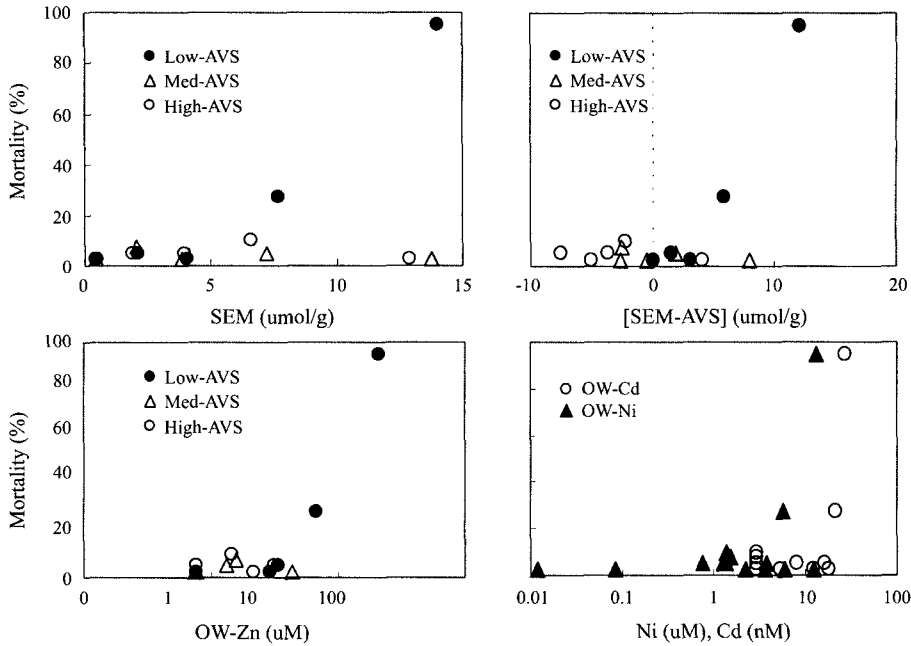 100
80
60
40
20
0
Mortality (%)
Low-AVS
Med-AVS
High-AVS
0 5 10 15
SEM (umol/g)
Low-AVS
Med-AVS
High-AVS
-10 0 10 20
[SEM-AVS] (umol/g)
100
80
60
40
20
0
Mortality (%)
Low-AVS
Med-AVS
High-AVS
0 1 10 100
OW-Zn (uM)
OW-Cd
OW-Ni
0.01 0.1 1 10 100
Ni (uM), Cd (nM)